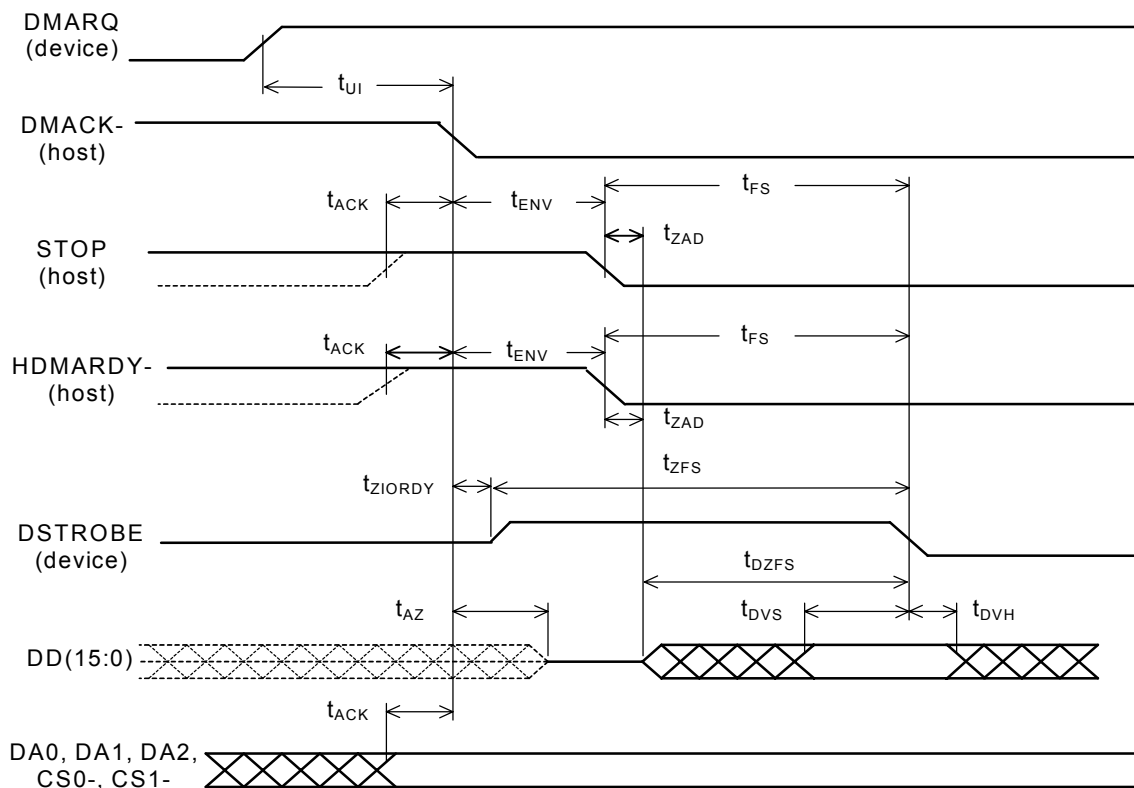 DMARQ
(device)
tUI
DMACK-
(host)
tFS
tACK
tENV
tZAD
STOP
(host)
tFS
tACK
tENV
HDMARDY-
(host)
tZAD
tZFS
tZIORDY
DSTROBE
(device)
tDZFS
tAZ
tDVS
tDVH
DD(15:0)
tACK
DA0, DA1, DA2,
CS0-, CS1-